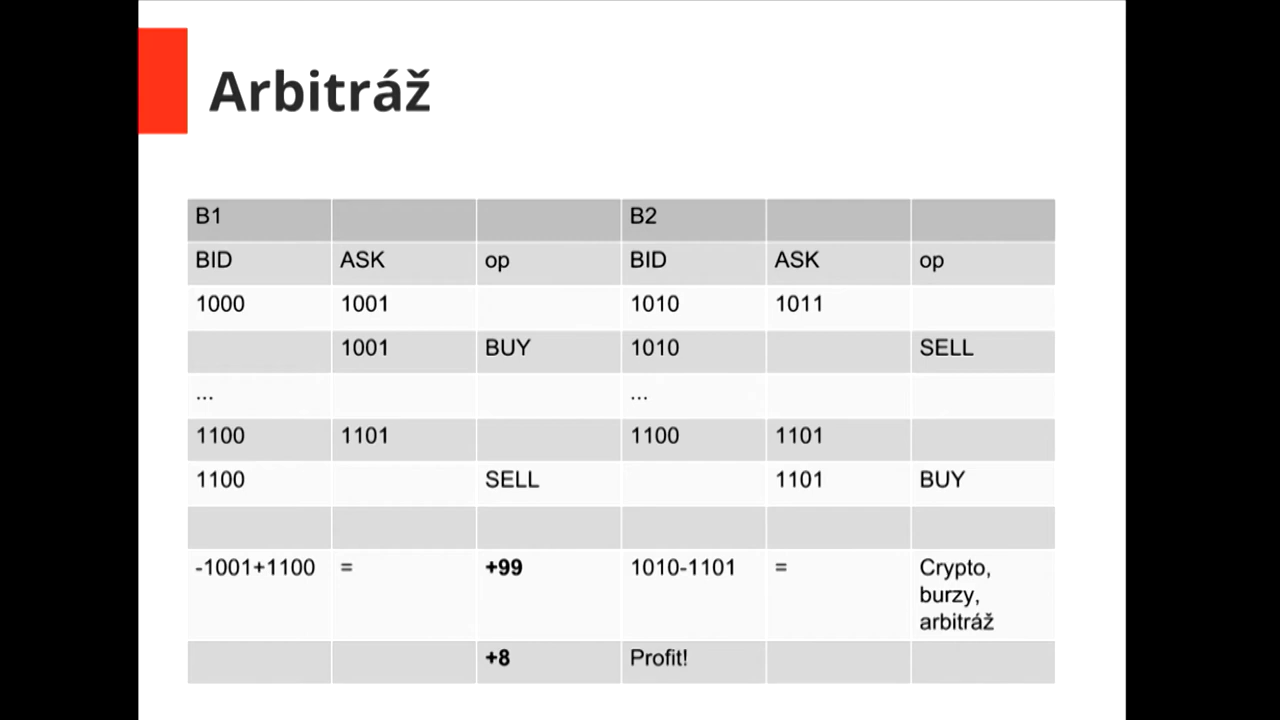 Arbitráž
B1 B2
BID ASK op BID ASK op
1000 1001 1010 1011
1001 BUY 1010 SELL
... ...
1100 1101 1100 1101
1100 SELL 1101 BUY
-1001+1100 = +99 1010-1101 = Crypto,
burzy,
arbitráž
+8 Profit!